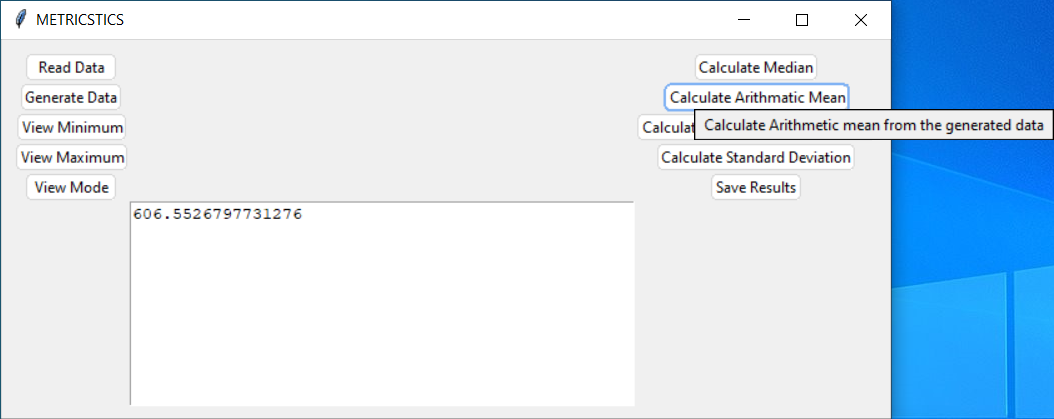 METRICSTICS
Read Data
Generate Data
View Minimum
View Maximum
View Mode
Calculate Median
Calculate Arithmatic Mean
Calculate Arithmetic mean from the generated data
Calculate Standard Deviation
Save Results
606.5526797731276